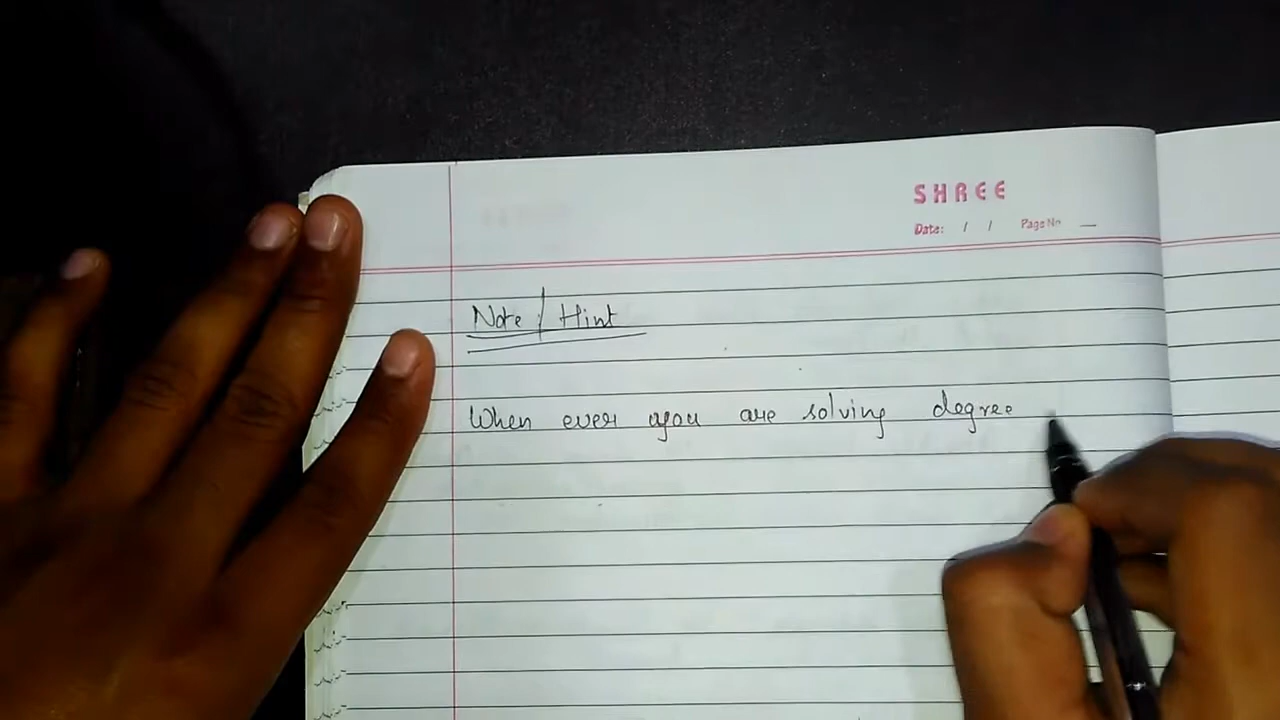 SHREE
Date: / / Page No
Note / Hint
When ever you are solving degree